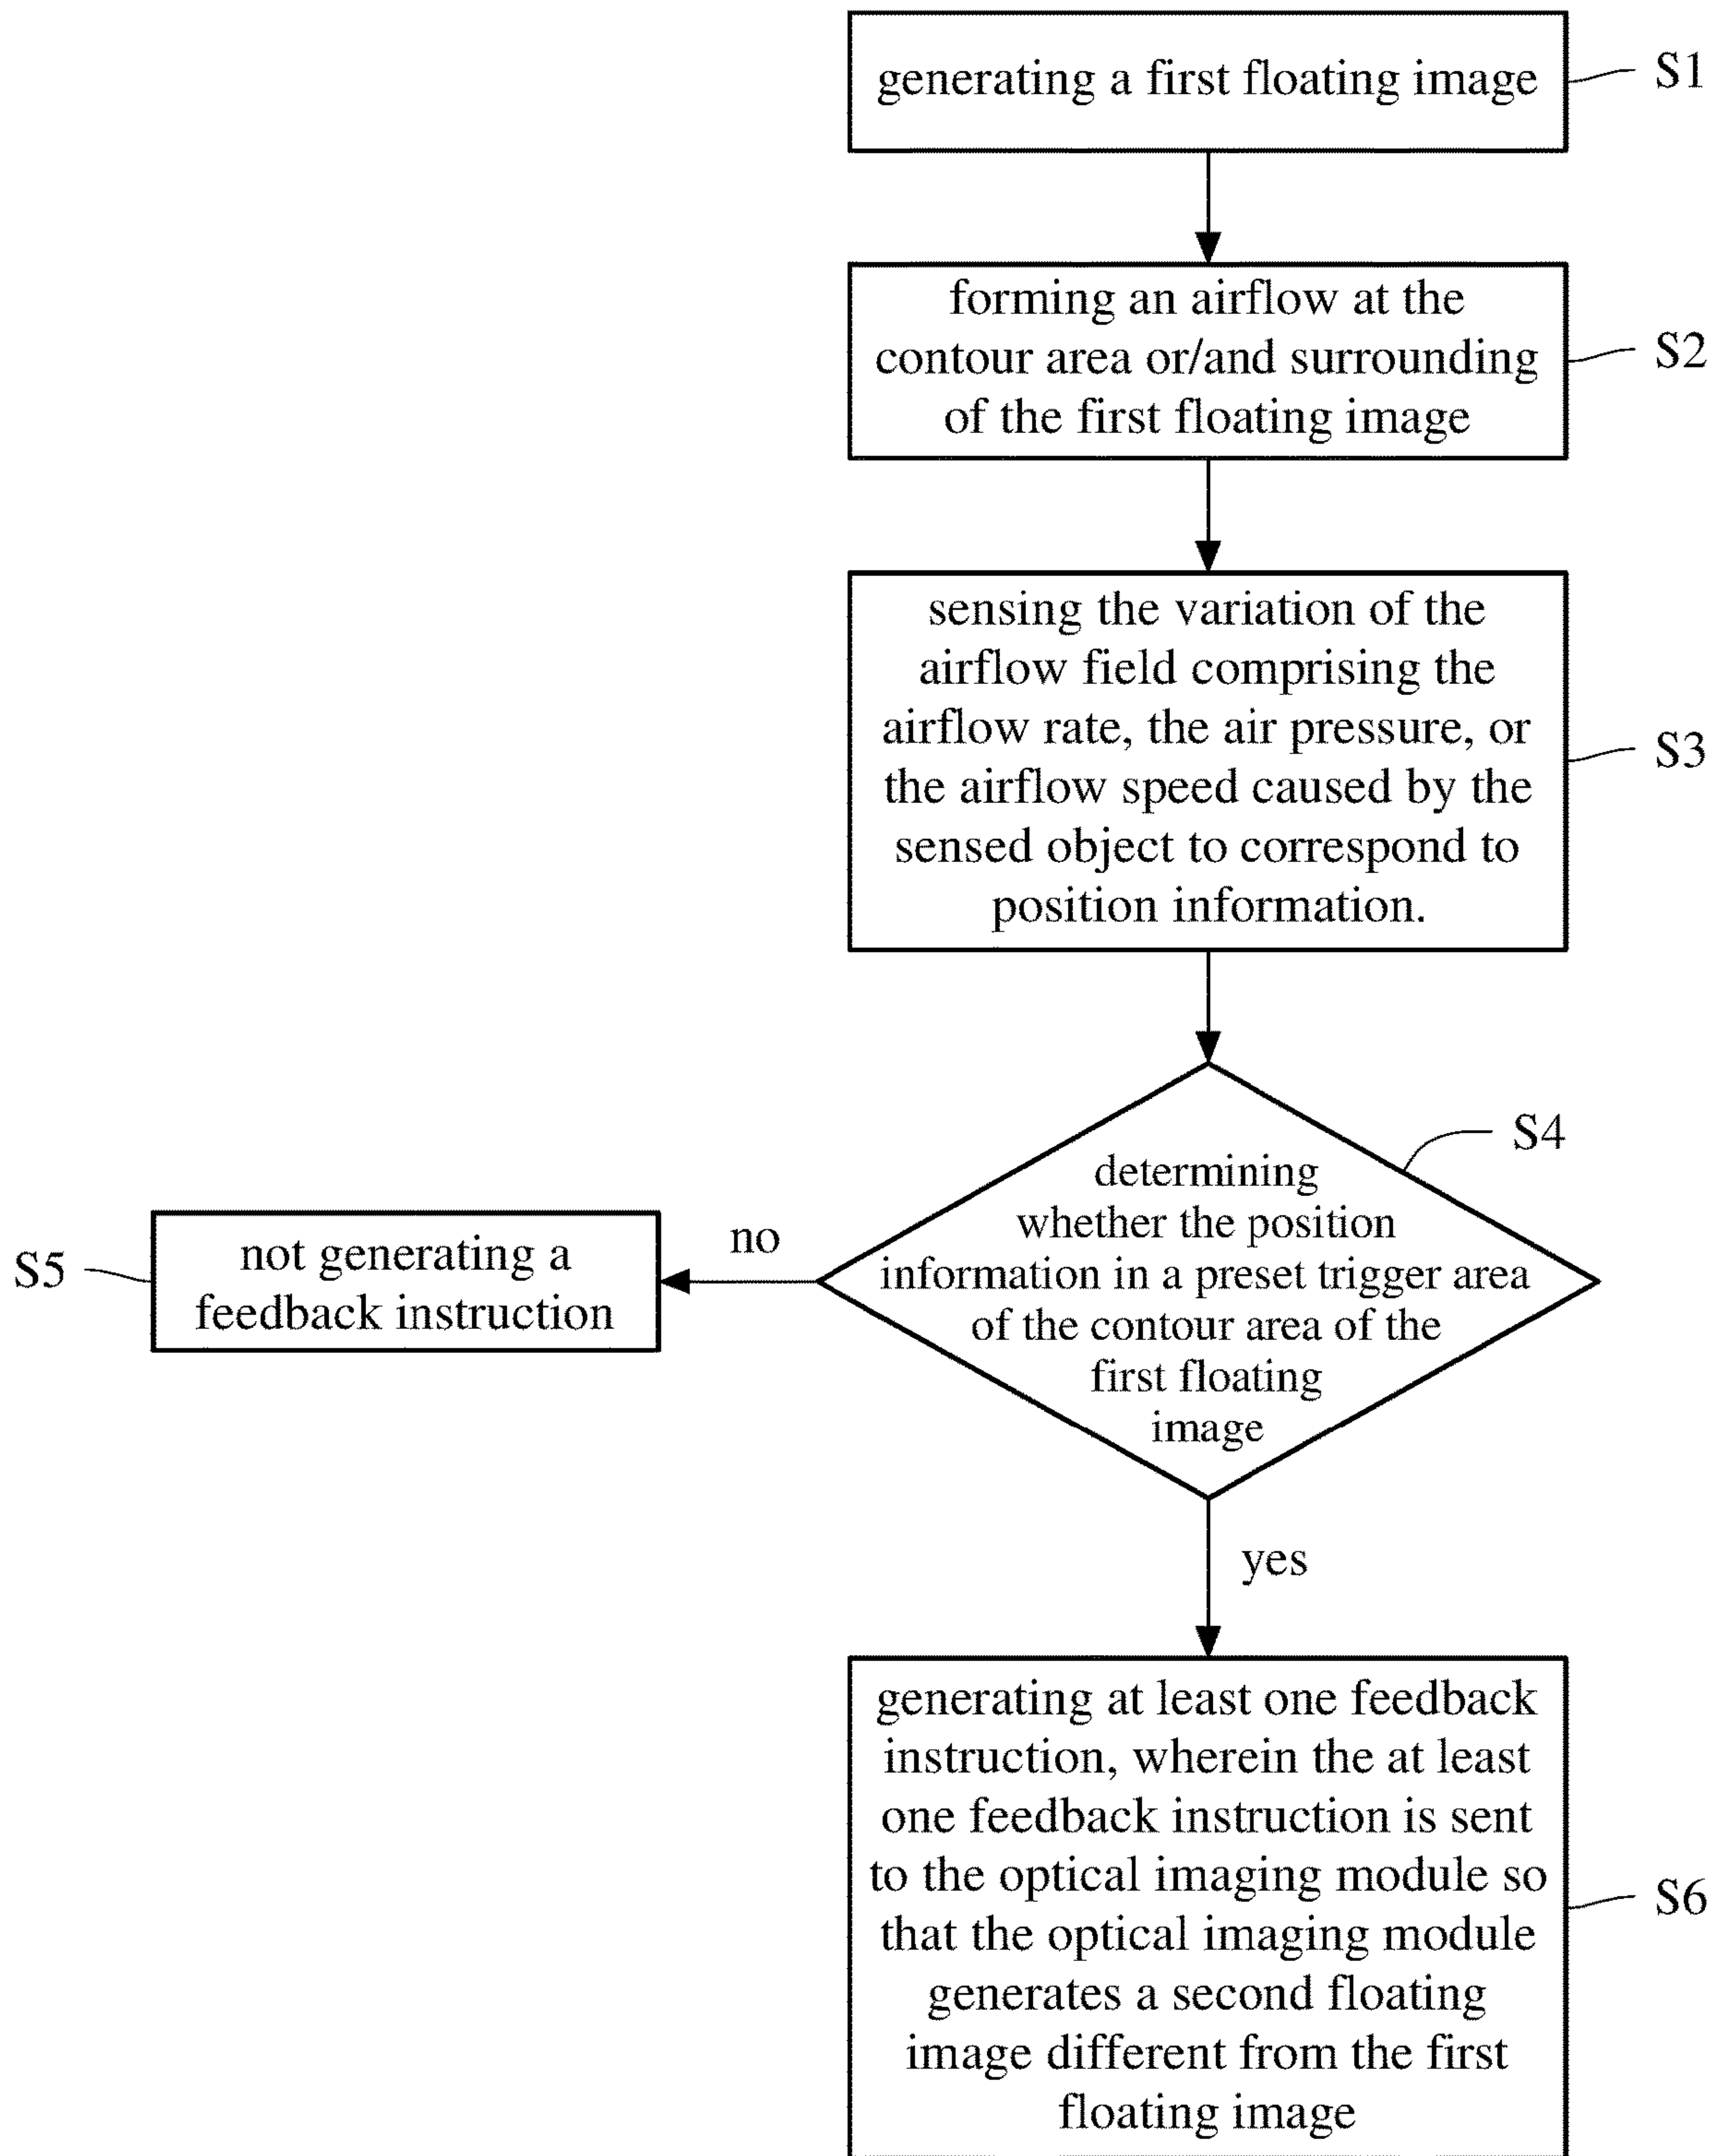 generating a first floating image
S1
forming an airflow at the
contour area or/and surrounding
of the first floating image
S2
sensing the variation of the
airflow field comprising the
airflow rate, the air pressure, or
the airflow speed caused by the
sensed object to correspond to
position information.
S3
S4
determining
whether the position
information in a preset trigger area
of the contour area of the
first floating
image
no
S5
not generating a
feedback instruction
yes
generating at least one feedback
instruction, wherein the at least
one feedback instruction is sent
to the optical imaging module so
that the optical imaging module
generates a second floating
image different from the first
floating image
S6